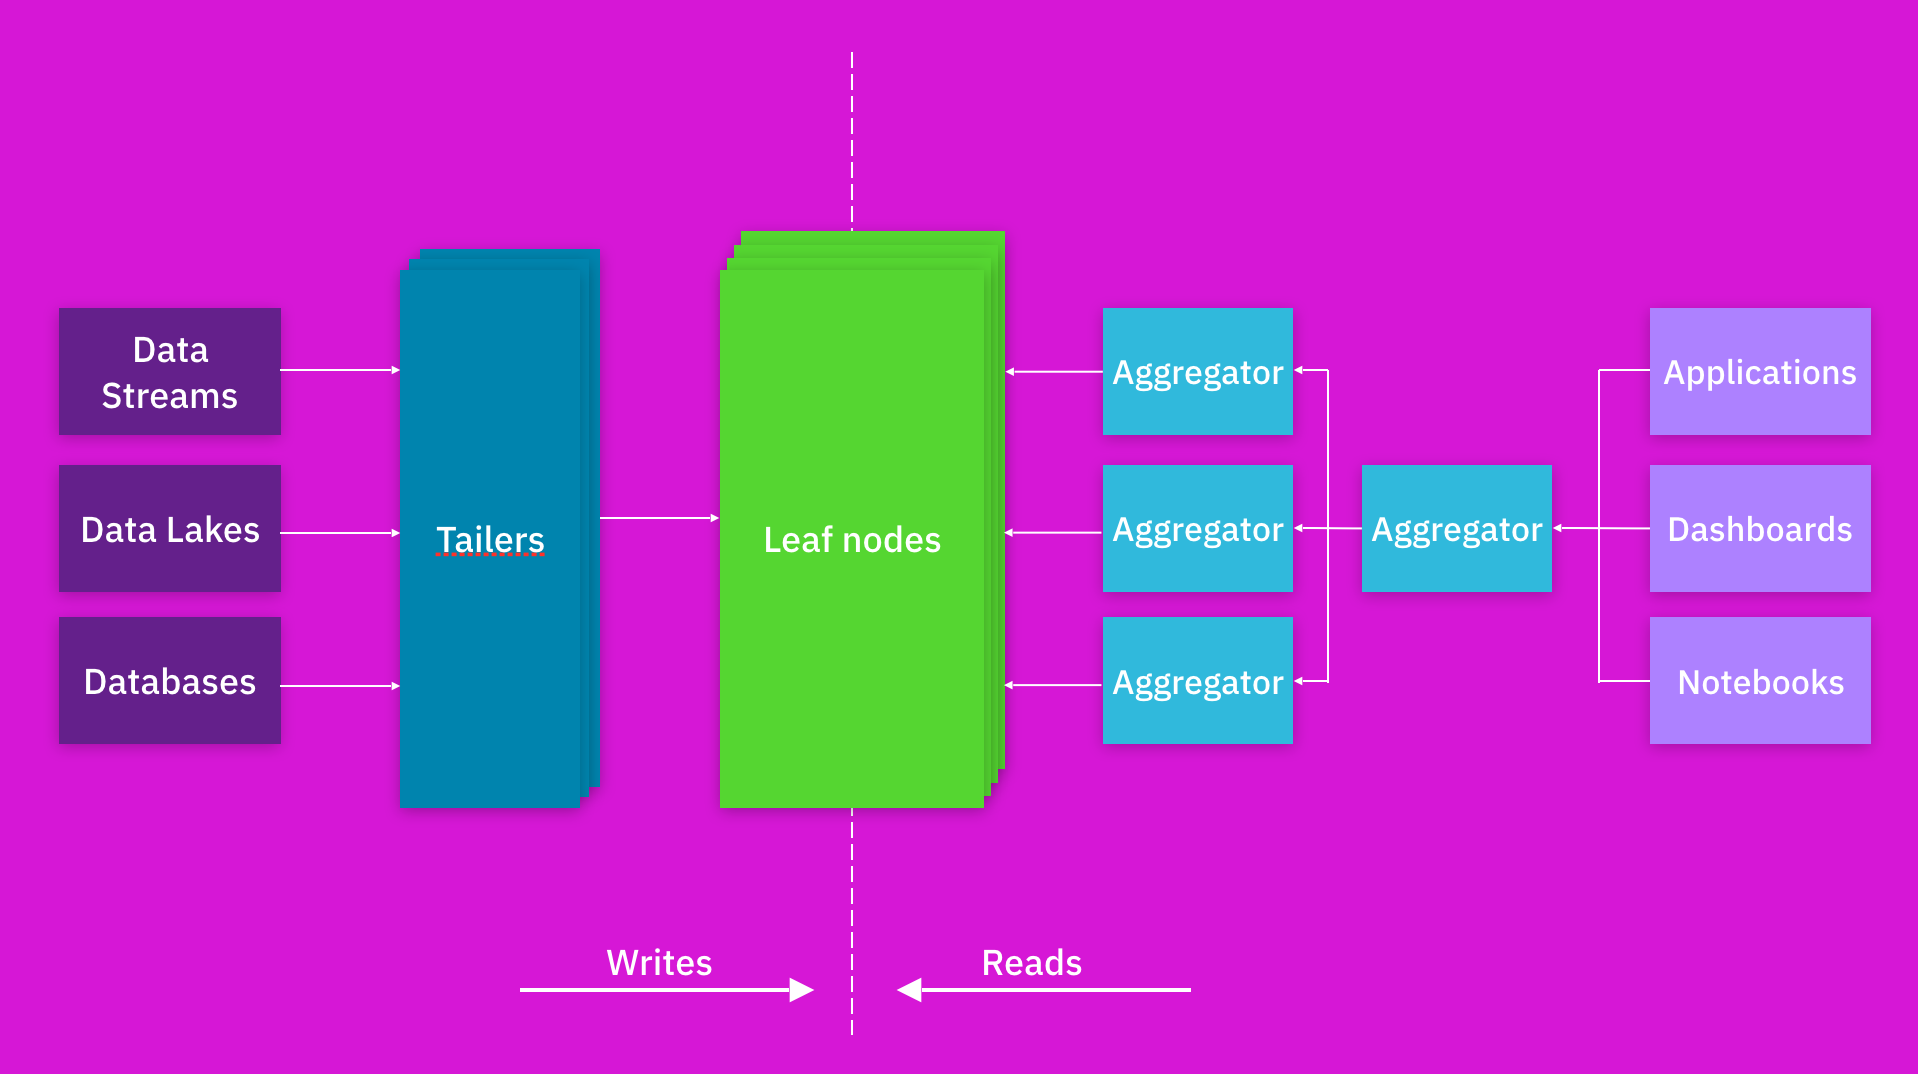 Data
Streams
Data Lakes
Databases
Tailers
Leaf nodes
Aggregator
Aggregator
Aggregator
Aggregator
Applications
Dashboards
Notebooks
Writes
Reads